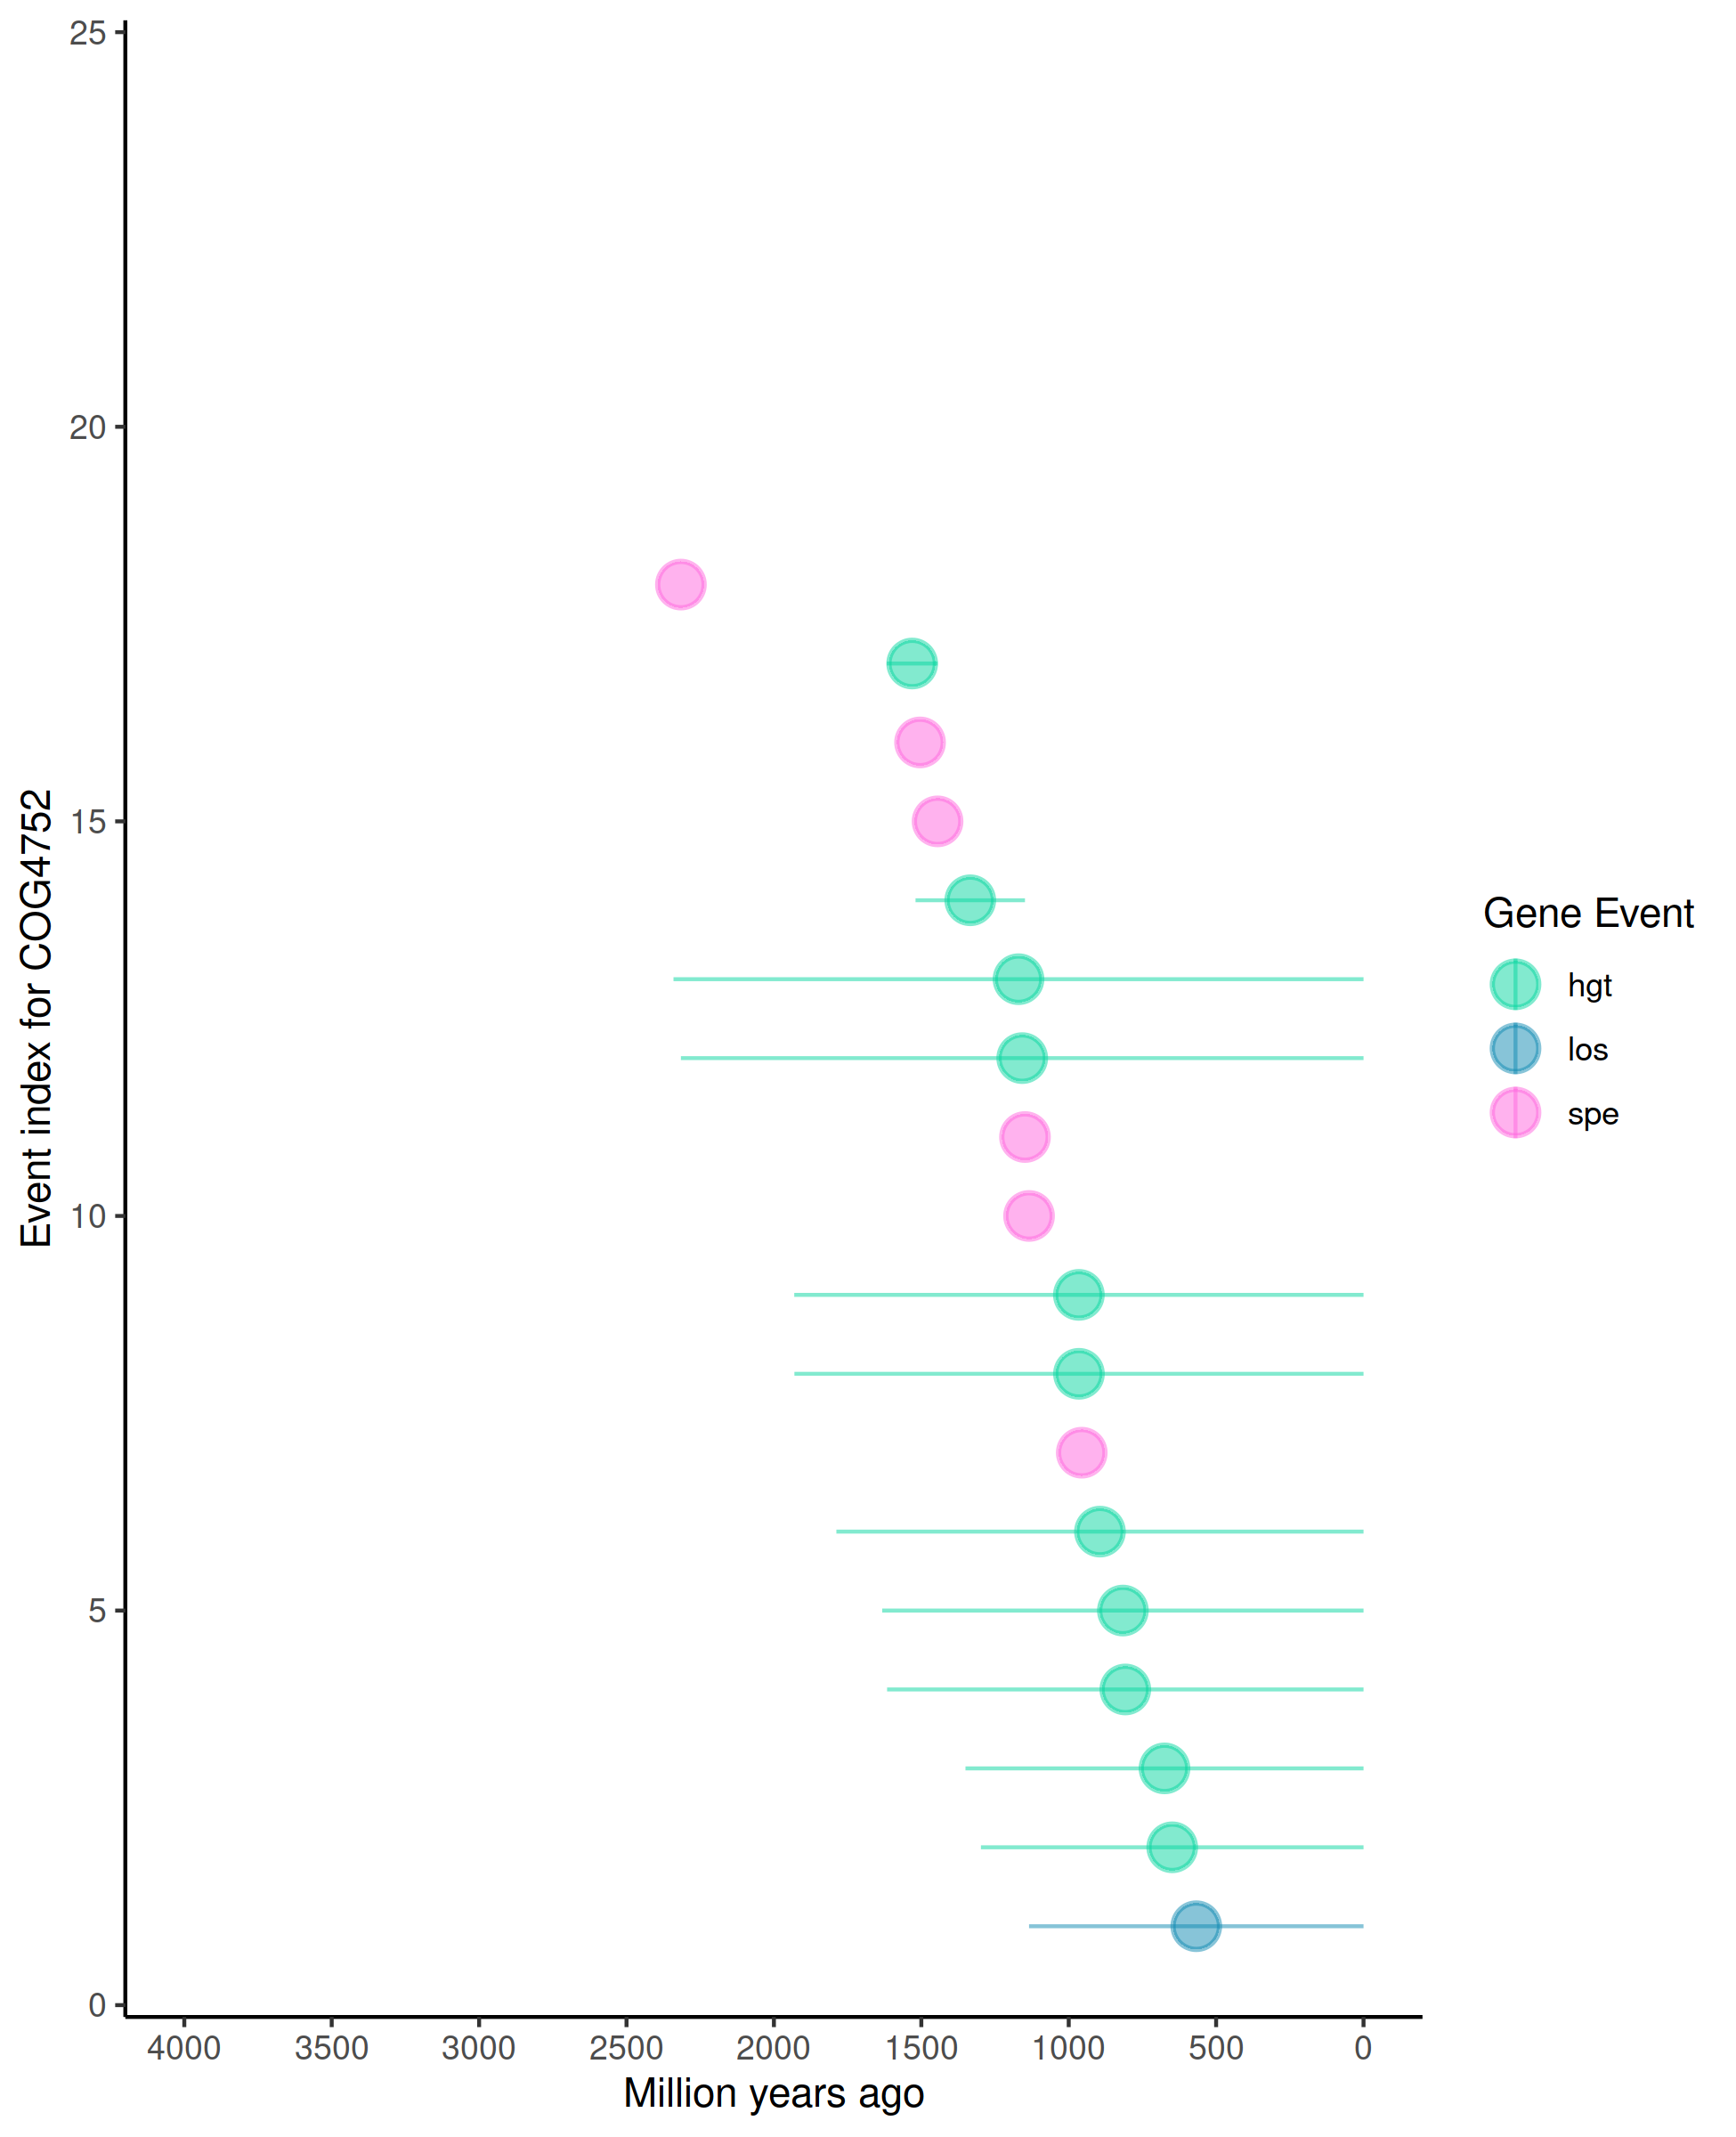 25
20
15
10
5
0
Event index for COG4752
4000 3500 3000 2500 2000 1500 1000 500 0
Million years ago
Gene Event
hgt
los
spe